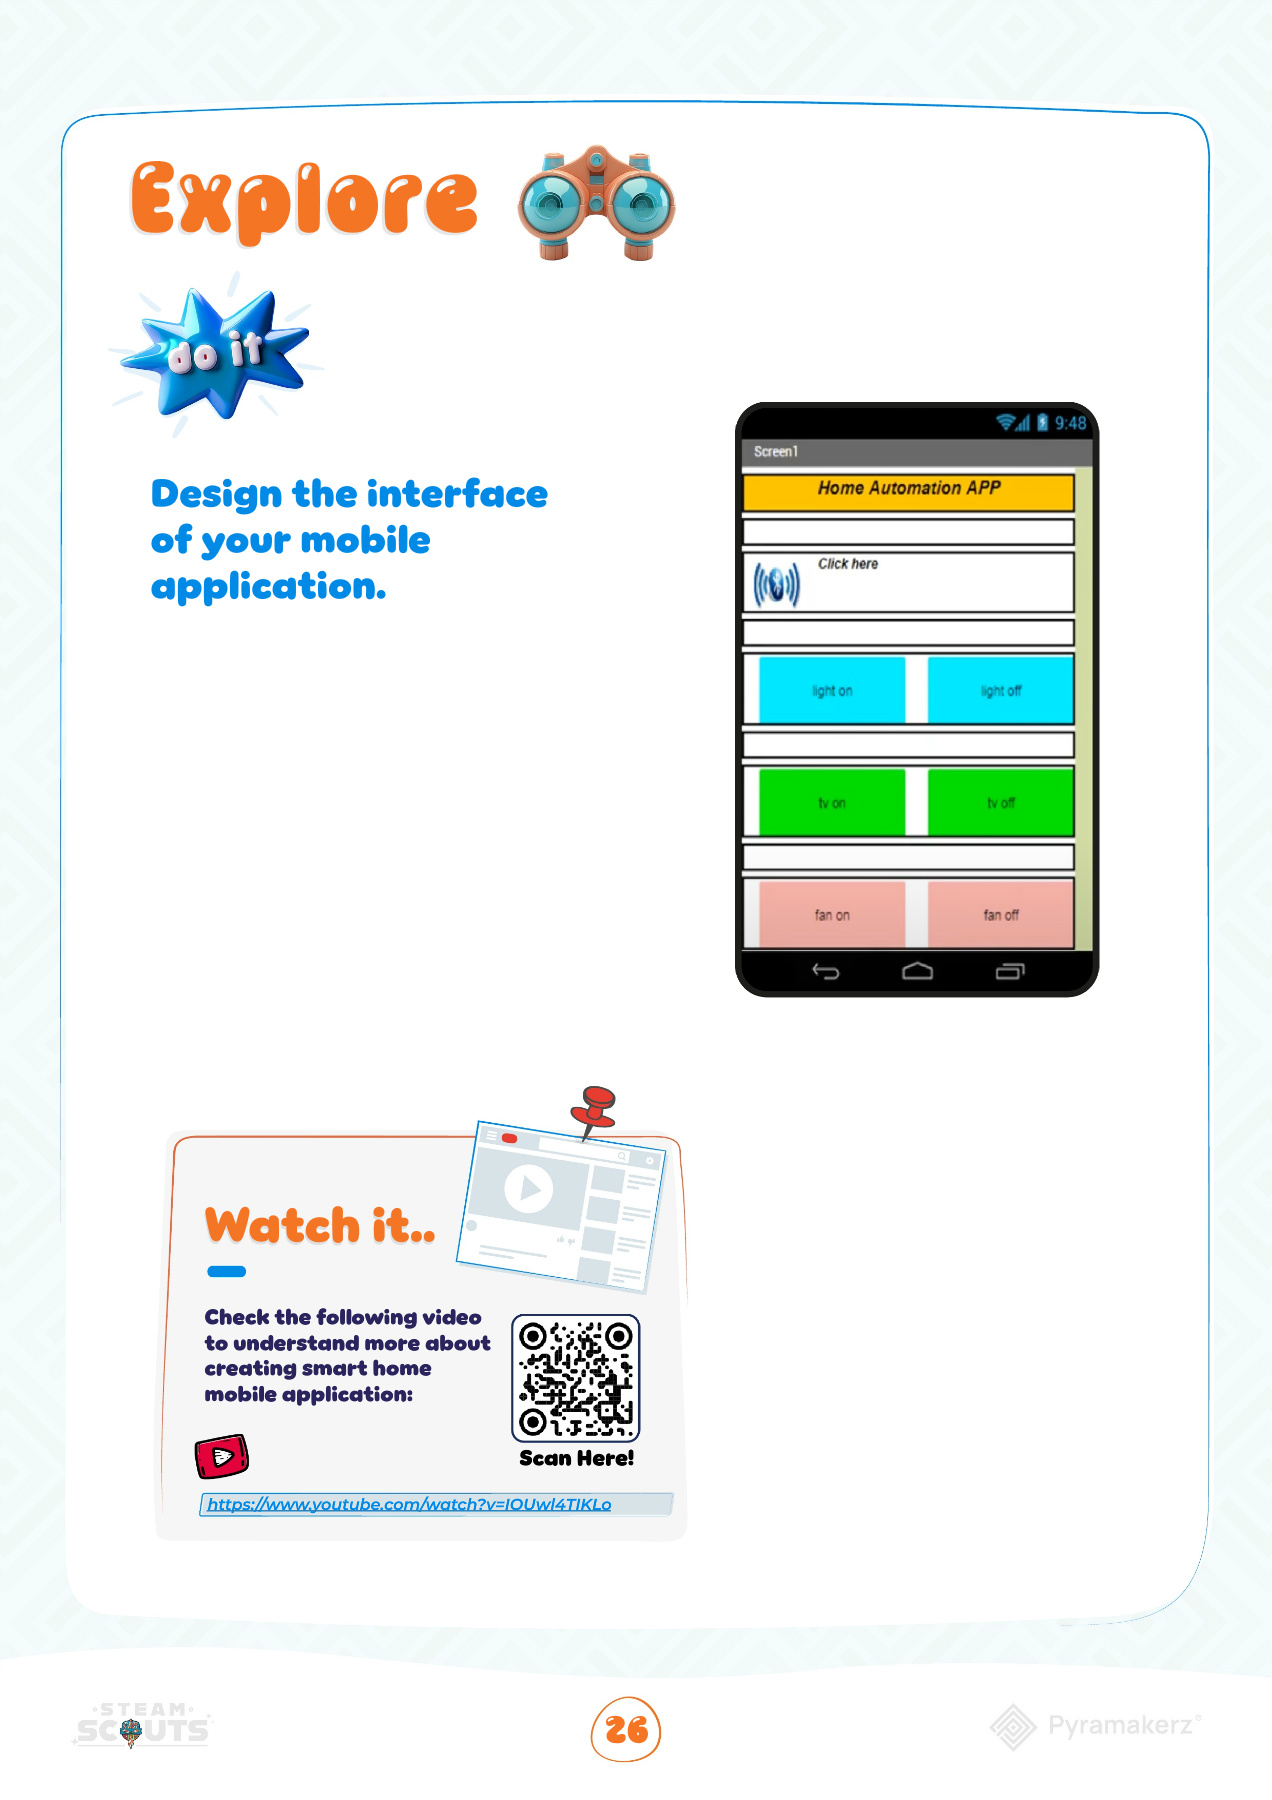 Explore
do it
Design the interface
of your mobile
application.
9:48
Screen1
Home Automation APP
Click here
light on
light off
tv on
tv off
fan on
fan off
Watch it..
Check the following video
to understand more about
creating smart home
mobile application:
Scan Here!
https://www.youtube.com/watch?v=IOUwl4TIKLo
STEAM
SCOUTS
26
Pyramakerz